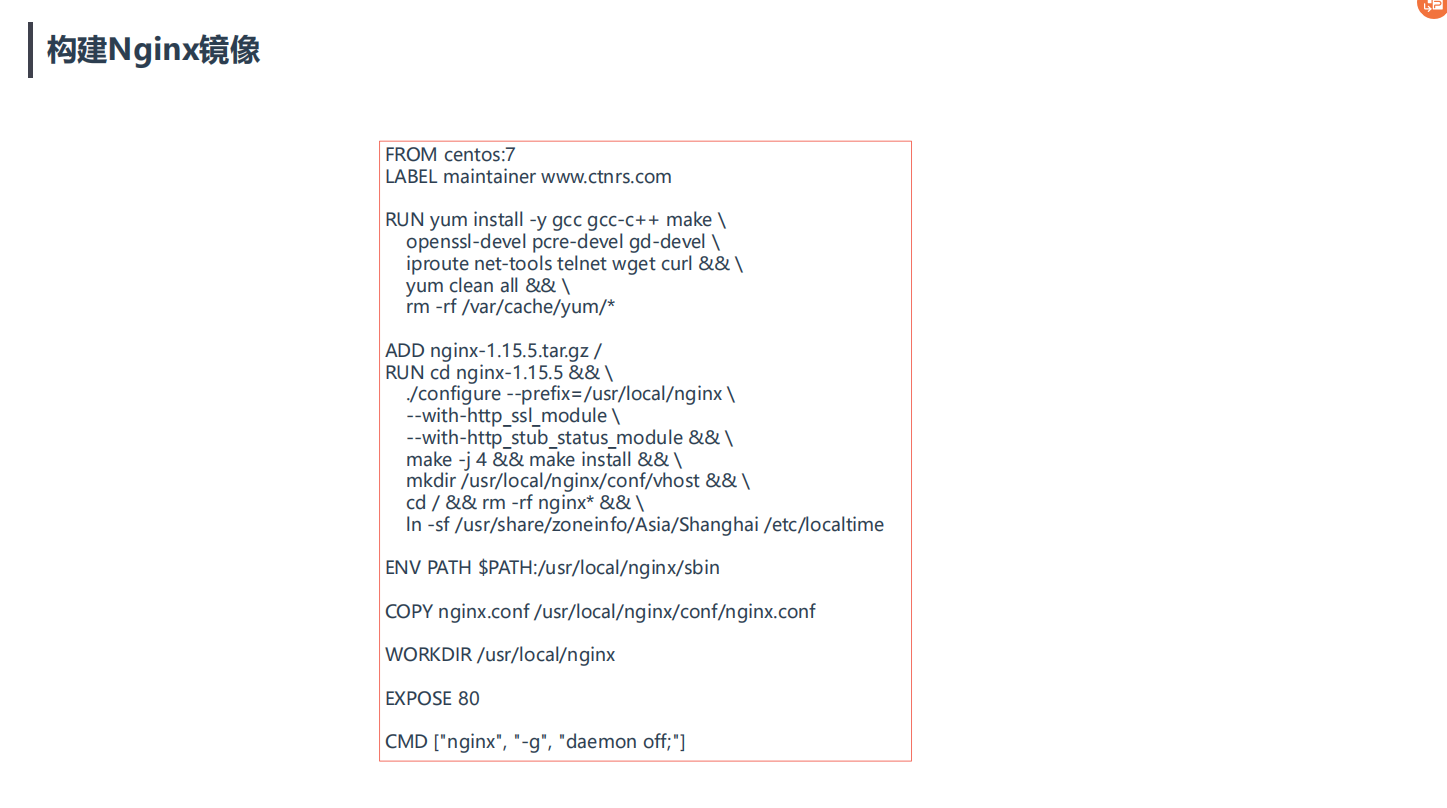 构建Nginx镜像
FROM centos:7
LABEL maintainer www.ctnrs.com
RUN yum install -y gcc gcc-c++ make \
openssl-devel pcre-devel gd-devel \
iproute net-tools telnet wget curl && \
yum clean all && \
rm -rf /var/cache/yum/*
ADD nginx-1.15.5.tar.gz /
RUN cd nginx-1.15.5 && \
./configure --prefix=/usr/local/nginx \
--with-http_ssl_module \
--with-http_stub_status_module && \
make -j 4 && make install && \
mkdir /usr/local/nginx/conf/vhost && \
cd / && rm -rf nginx* && \
ln -sf /usr/share/zoneinfo/Asia/Shanghai /etc/localtime
ENV PATH $PATH:/usr/local/nginx/sbin
COPY nginx.conf /usr/local/nginx/conf/nginx.conf
WORKDIR /usr/local/nginx
EXPOSE 80
CMD ["nginx", "-g", "daemon off;"]